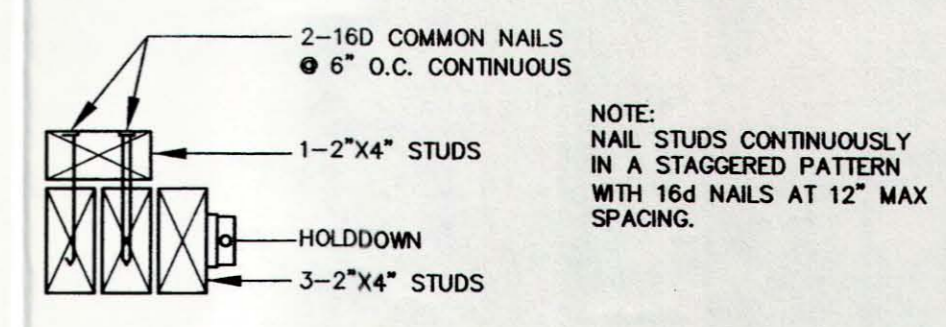 2-16D COMMON NAILS
@ 6" O.C. CONTINUOUS
1-2"X4" STUDS
HOLDDOWN
3-2"X4" STUDS
NOTE:
NAIL STUDS CONTINUOUSLY
IN A STAGGERED PATTERN
WITH 16d NAILS AT 12" MAX
SPACING.